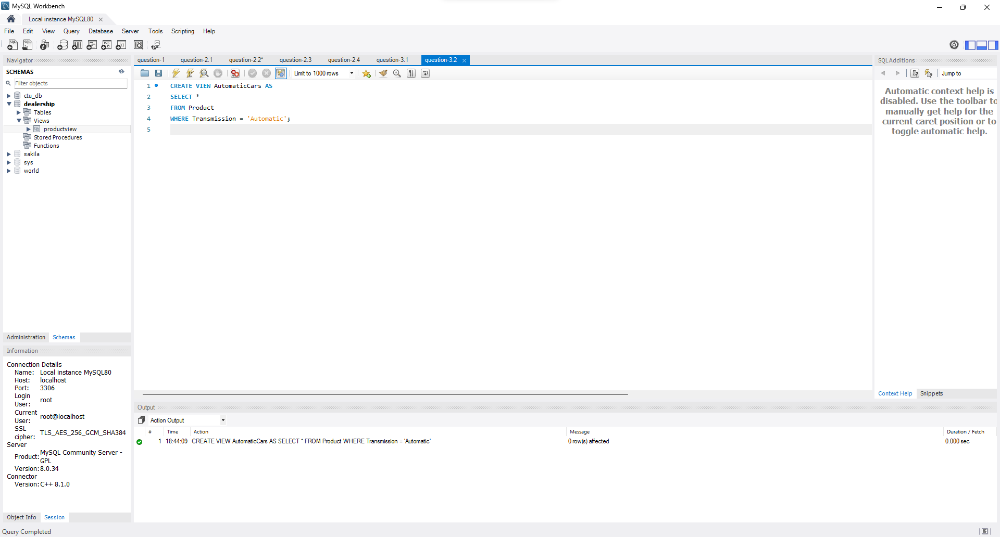 MySQL Workbench
Local instance MySQL80
File Edit View Query Database Server Tools Scripting Help
Navigator
SCHEMAS
Filter objects
ctu_db
dealership
Tables
Views
productview
Stored Procedures
Functions
sakila
sys
world
Administration Schemas
Information
Connection Details
Name: Local instance MySQL80
Host: localhost
Port: 3306
Login User: root
Current User: root@localhost
SSL cipher: TLS_AES_256_GCM_SHA384
Server
Product: MySQL Community Server - GPL
Version: 8.0.34
Connector
Version: C++ 8.1.0
Object Info Session
question-1 question-2.1 question-2.2* question-2.3 question-2.4 question-3.1 question-3.2
Limit to 1000 rows
1 CREATE VIEW AutomaticCars AS
2 SELECT *
3 FROM Product
4 WHERE Transmission = 'Automatic';
5
Output
Action Output
# Time Action Message Duration / Fetch
1 18:44:09 CREATE VIEW AutomaticCars AS SELECT * FROM Product WHERE Transmission = 'Automatic' 0 row(s) affected 0.000 sec
SQLAdditions
Jump to
Automatic context help is
disabled. Use the toolbar to
manually get help for the
current caret position or to
toggle automatic help.
Context Help Snippets
Query Completed